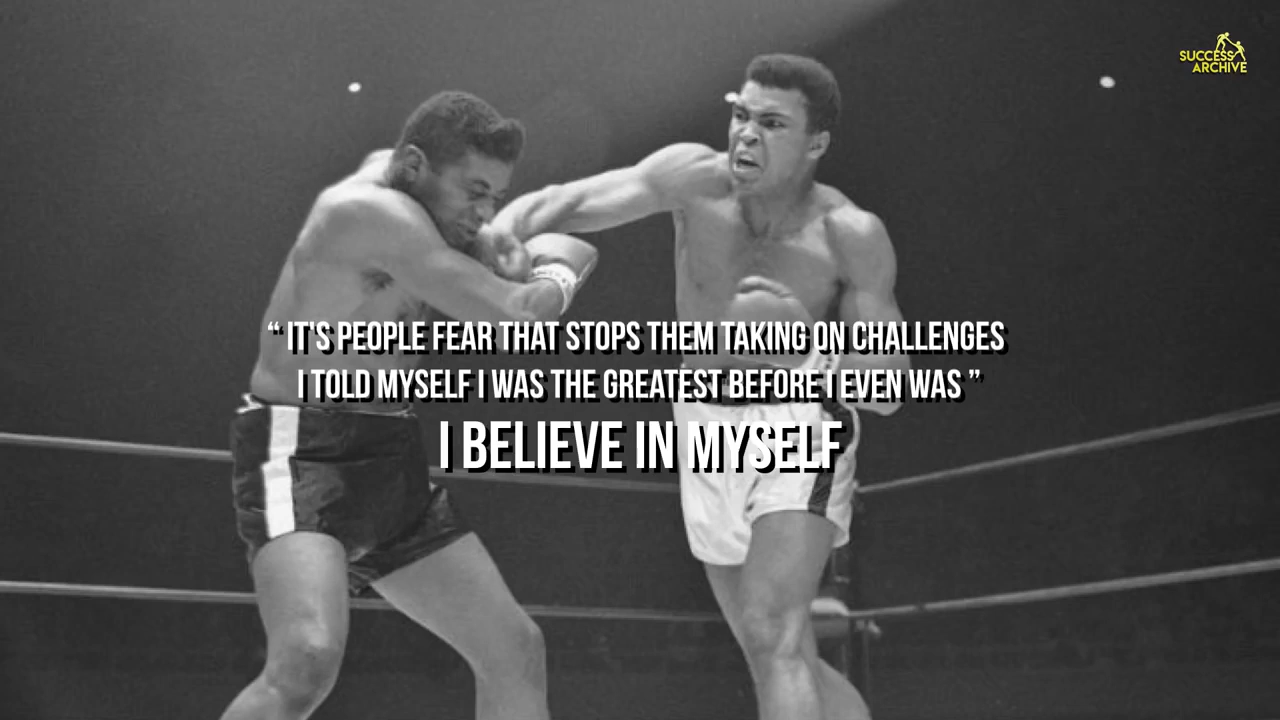 SUCCESS
ARCHIVE
“ IT'S PEOPLE FEAR THAT STOPS THEM TAKING ON CHALLENGES
I TOLD MYSELF I WAS THE GREATEST BEFORE I EVEN WAS ”
I BELIEVE IN MYSELF